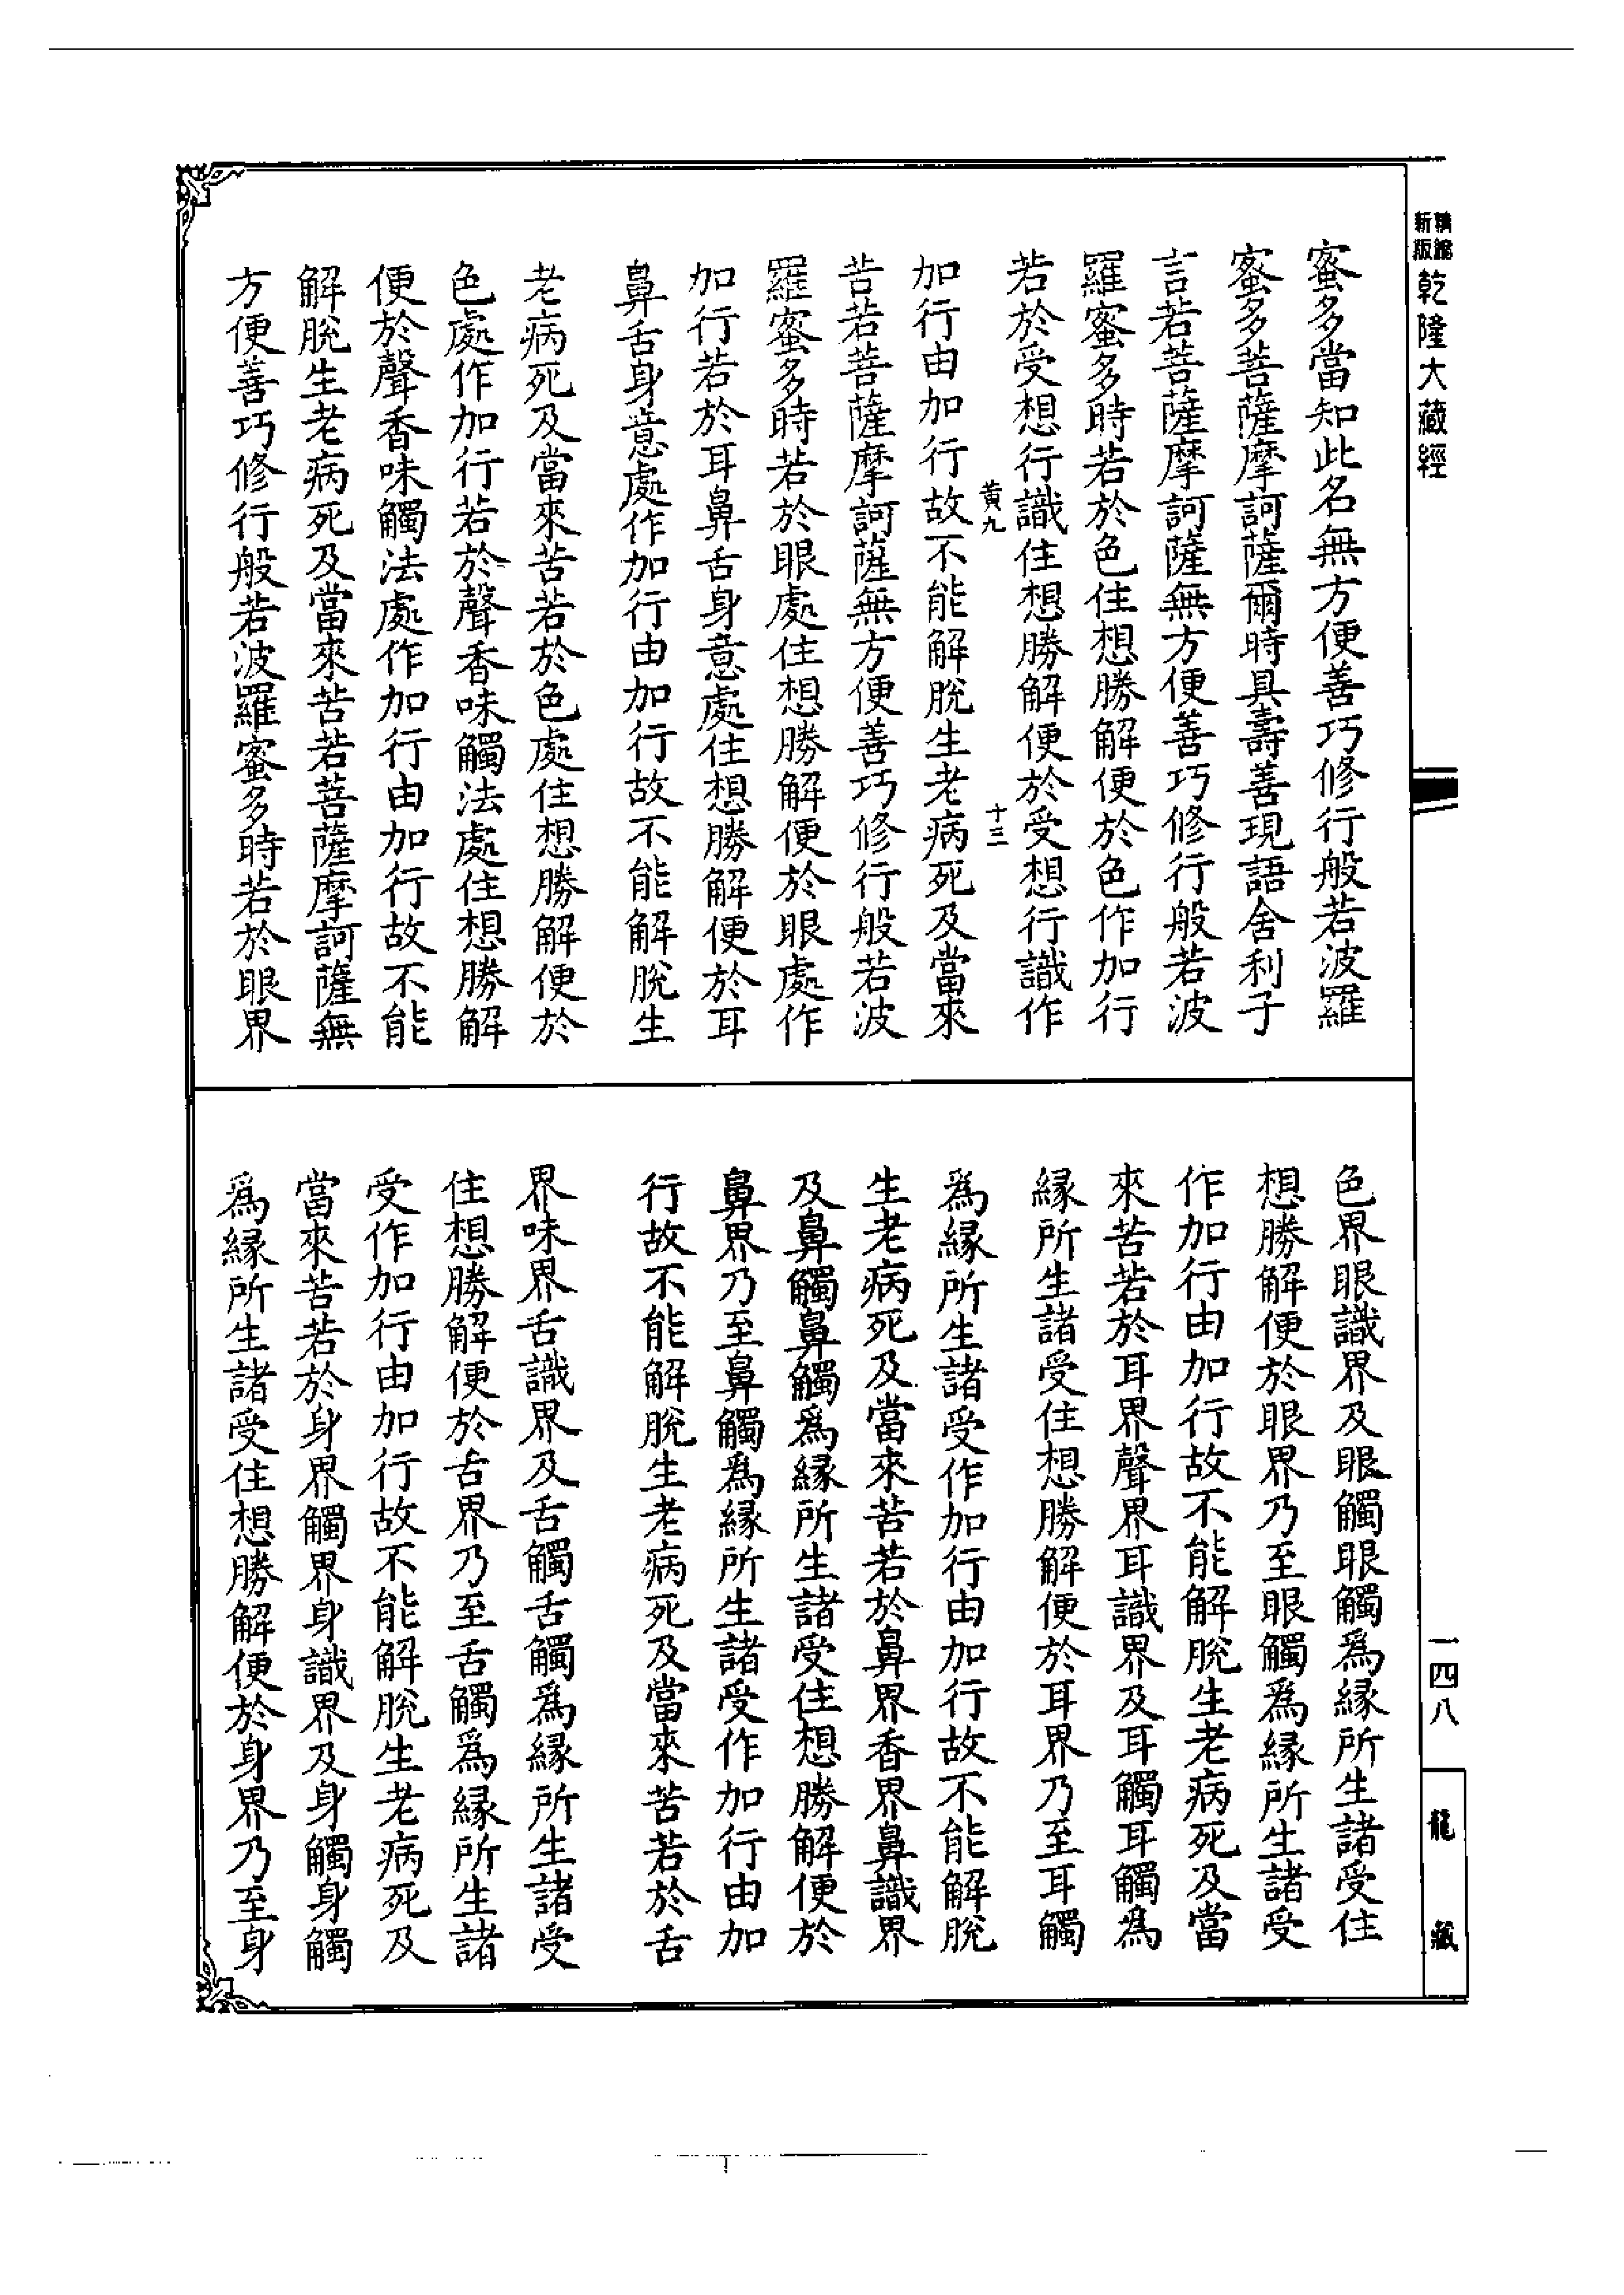 新版
精縮
乾隆大藏經
蜜多當知此名無方便善巧修行般若波羅
蜜多菩薩摩訶薩爾時具壽善現語舍利子
言若菩薩摩訶薩無方便善巧修行般若波
羅蜜多時若於色住想勝解便於色作加行
若於受想行識住想勝解便於受想行識作
黄九
十三
加行由加行故不能解脫生老病死及當來
苦若菩薩摩訶薩無方便善巧修行般若波
羅蜜多時若於眼處住想勝解便於眼處作
加行若於耳鼻舌身意處住想勝解便於耳
鼻舌身意處作加行由加行故不能解脫生
老病死及當來苦若於色處住想勝解便於
色處作加行若於聲香味觸法處住想勝解
便於聲香味觸法處作加行由加行故不能
解脫生老病死及當來苦若菩薩摩訶薩無
方便善巧修行般若波羅蜜多時若於眼界
色界眼識界及眼觸眼觸爲緣所生諸受住
想勝解便於眼界乃至眼觸爲緣所生諸受
作加行由加行故不能解脫生老病死及當
來苦若於耳界聲界耳識界及耳觸耳觸爲
緣所生諸受住想勝解便於耳界乃至耳觸
爲緣所生諸受作加行由加行故不能解脫
生老病死及當來苦若於鼻界香界鼻識界
及鼻觸鼻觸爲緣所生諸受住想勝解便於
鼻界乃至鼻觸爲緣所生諸受作加行由加
行故不能解脫生老病死及當來苦若於舌
界味界舌識界及舌觸舌觸爲緣所生諸受
住想勝解便於舌界乃至舌觸爲緣所生諸
受作加行由加行故不能解脫生老病死及
當來苦若於身界觸界身識界及身觸身觸
爲緣所生諸受住想勝解便於身界乃至身
一四八
龍藏